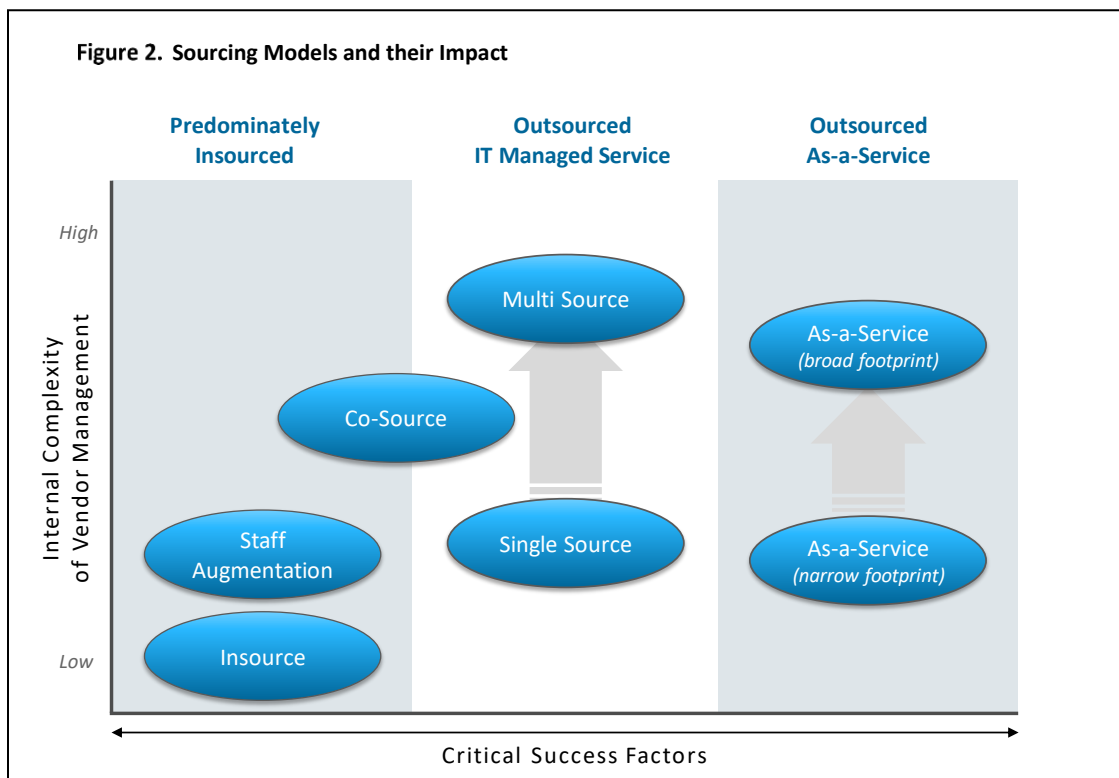 Figure 2. Sourcing Models and their Impact
Predominately
Insourced
Outsourced
IT Managed Service
Outsourced
As-a-Service
High
Internal Complexity
of Vendor Management
Multi Source
As-a-Service
(broad footprint)
Co-Source
Staff
Augmentation
Single Source
As-a-Service
(narrow footprint)
Insource
Low
Critical Success Factors